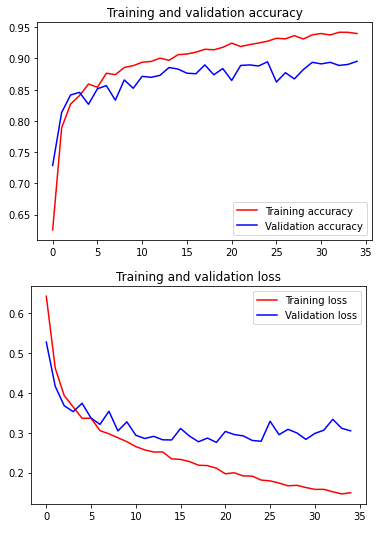 Training and validation accuracy
0.95
0.90
0.85
0.80
0.75
0.70
0.65
Training accuracy
Validation accuracy
0 5 10 15 20 25 30 35
Training and validation loss
Training loss
Validation loss
0.6
0.5
0.4
0.3
0.2
0 5 10 15 20 25 30 35